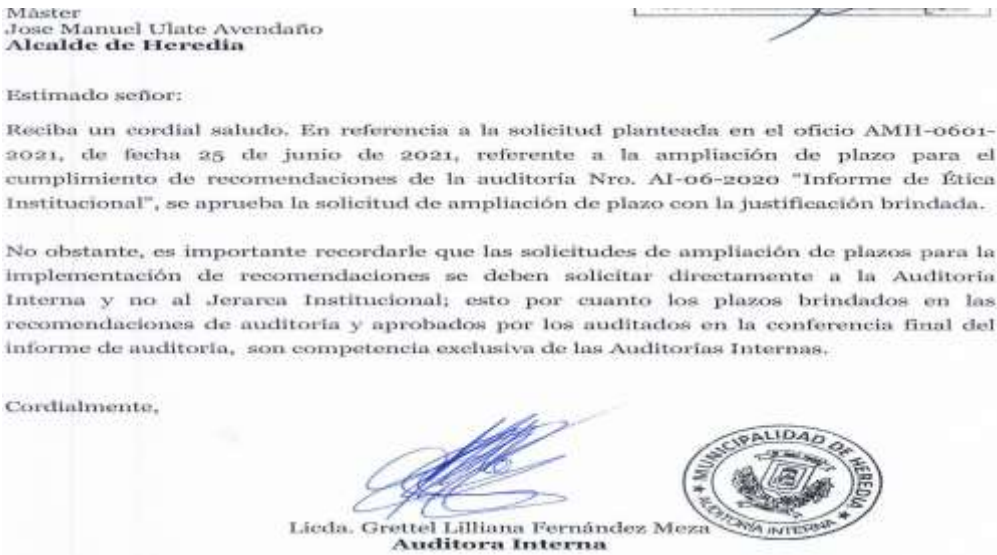 Máster
Jose Manuel Ulate Avendaño
Alcalde de Heredia
Estimado señor:
Reciba un cordial saludo. En referencia a la solicitud planteada en el oficio AMH-0601-
2021, de fecha 25 de junio de 2021, referente a la ampliación de plazo para el
cumplimiento de recomendaciones de la auditoría Nro. AI-06-2020 "Informe de Ética
Institucional", se aprueba la solicitud de ampliación de plazo con la justificación brindada.
No obstante, es importante recordarle que las solicitudes de ampliación de plazos para la
implementación de recomendaciones se deben solicitar directamente a la Auditoría
Interna y no al Jerarca Institucional; esto por cuanto los plazos brindados en las
recomendaciones de auditoría y aprobados por los auditados en la conferencia final del
informe de auditoría, son competencia exclusiva de las Auditorías Internas.
Cordialmente,
MUNICIPALIDAD DE HEREDIA
AUDITORÍA INTERNA
Licda. Grettel Lilliana Fernández Meza
Auditora Interna